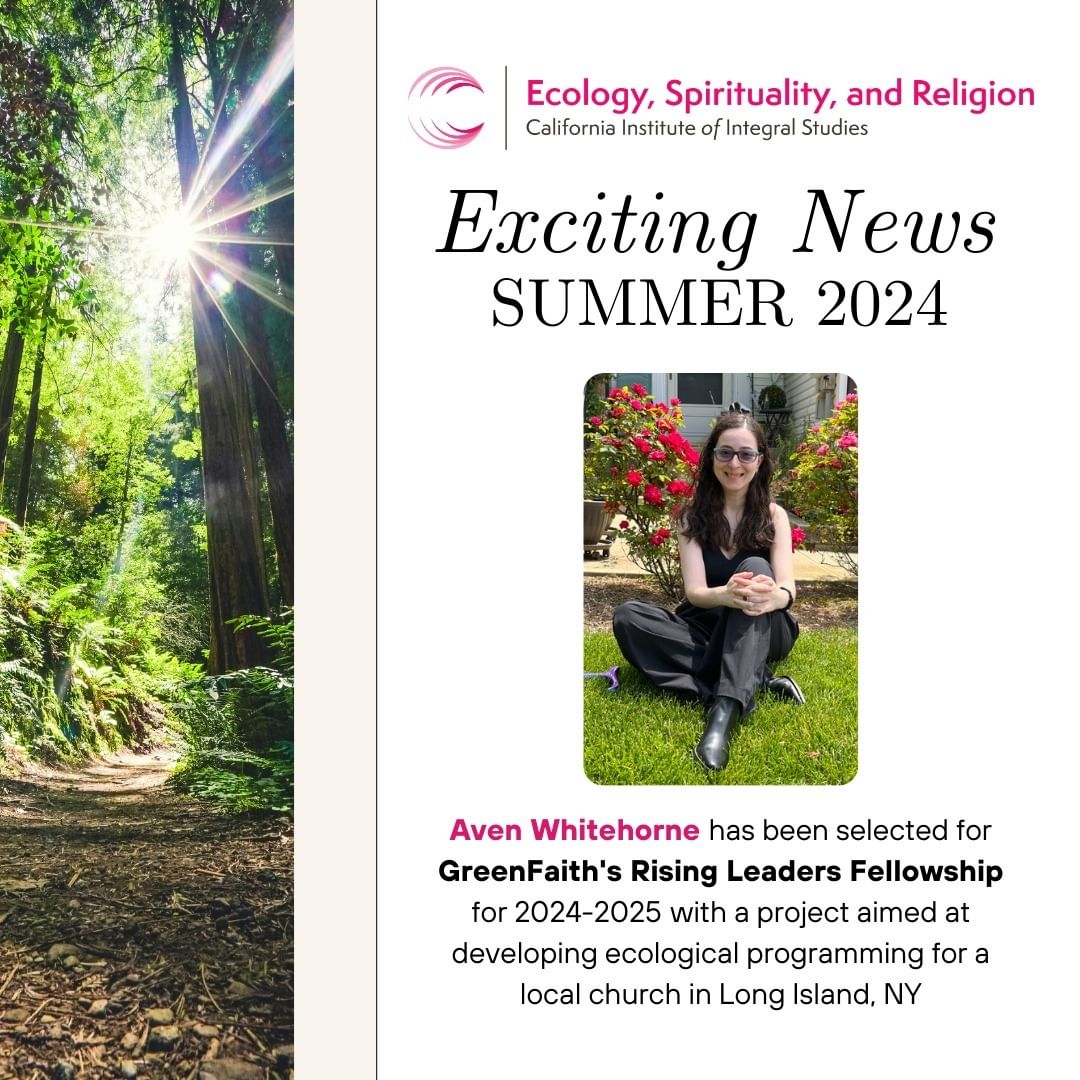 Ecology, Spirituality, and Religion
California Institute of Integral Studies
Exciting News
SUMMER 2024
Aven Whitehorne has been selected for
GreenFaith's Rising Leaders Fellowship
for 2024-2025 with a project aimed at
developing ecological programming for a
local church in Long Island, NY